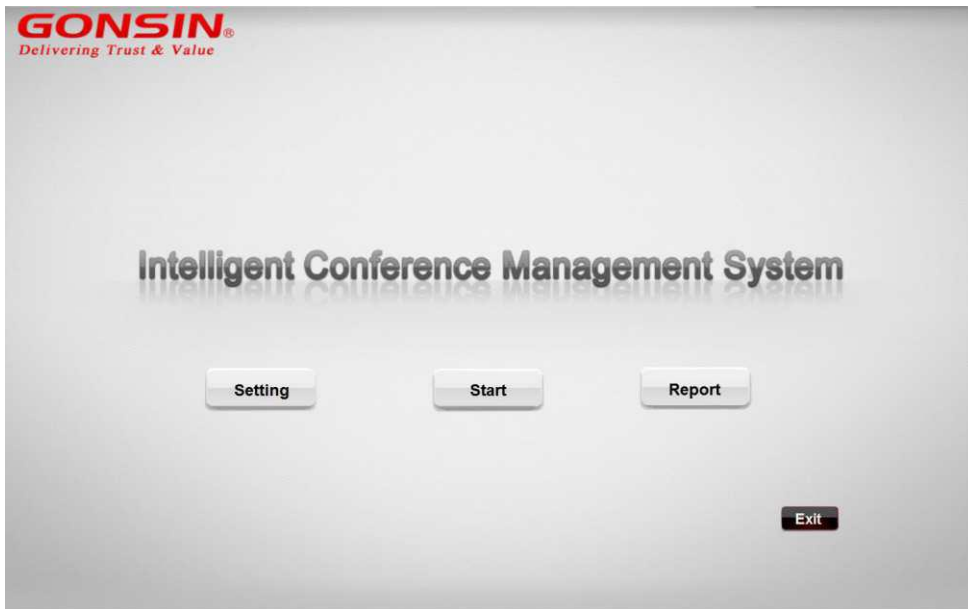 GONSIN®
Delivering Trust & Value
Intelligent Conference Management System
Setting Start Report
Exit